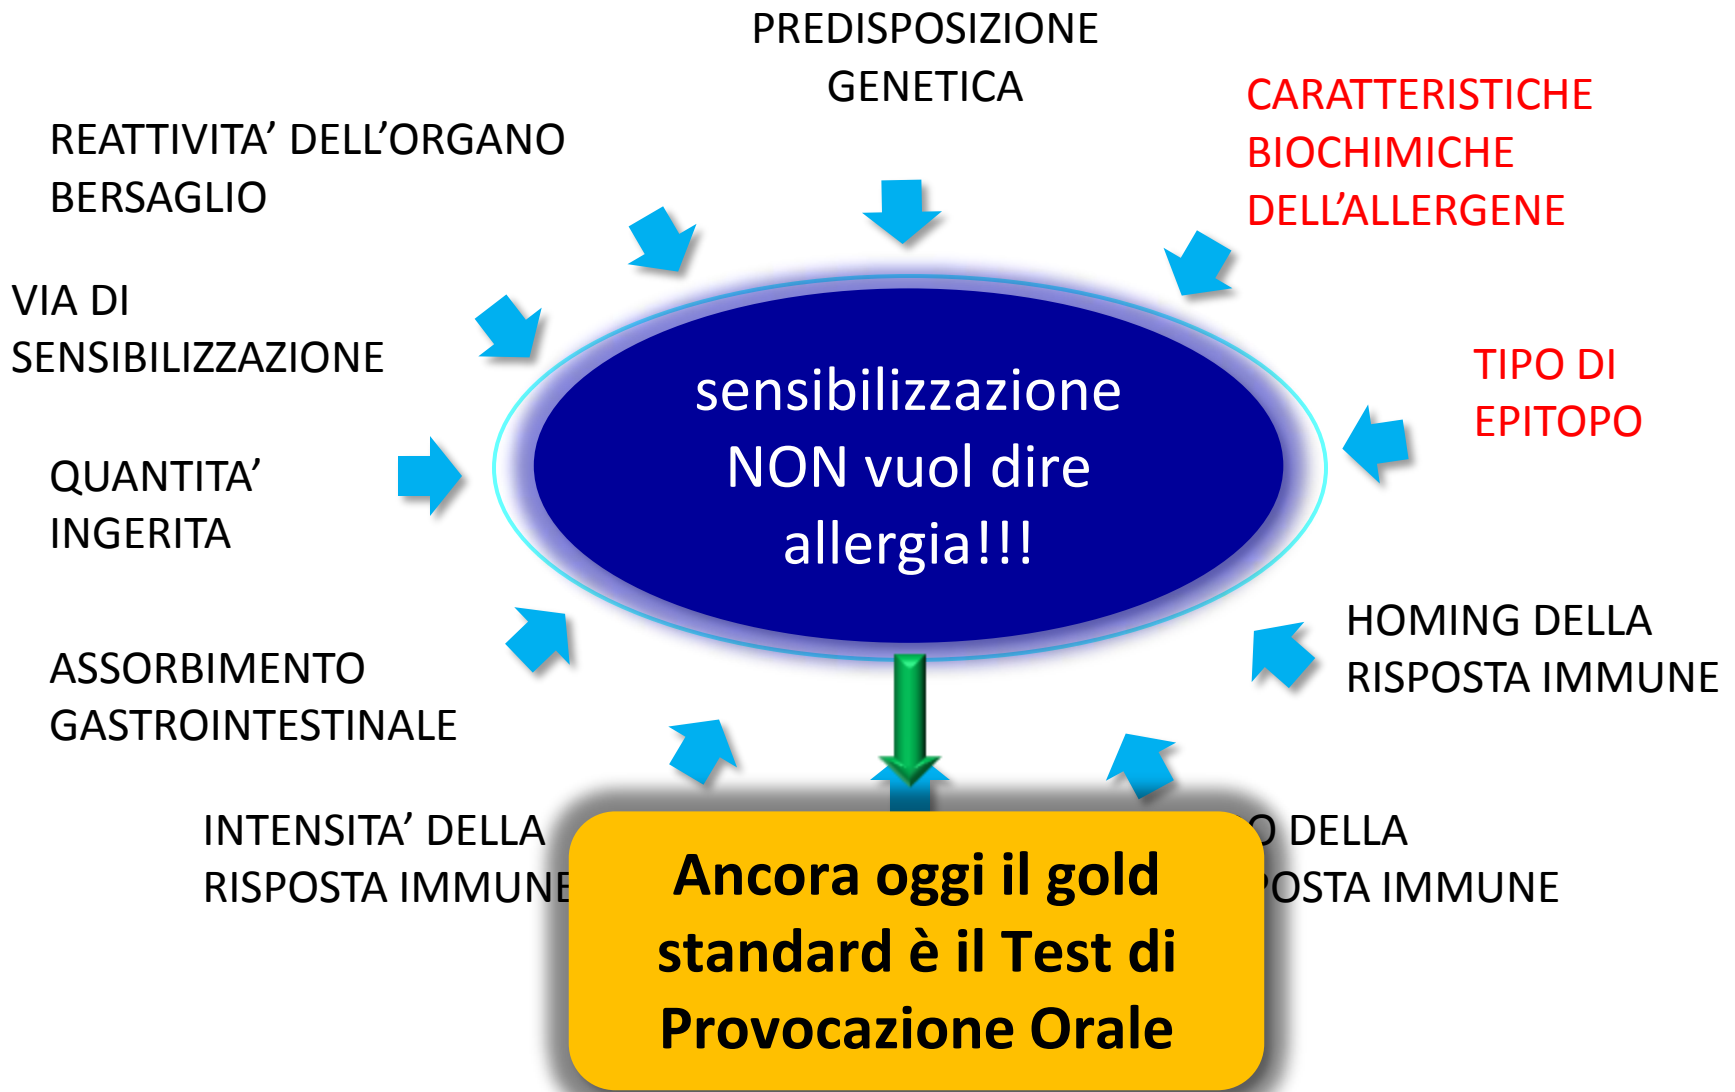 PREDISPOSIZIONE
GENETICA
CARATTERISTICHE
BIOCHIMICHE
DELL’ALLERGENE
REATTIVITA’ DELL’ORGANO
BERSAGLIO
VIA DI
SENSIBILIZZAZIONE
TIPO DI
EPITOPO
sensibilizzazione
NON vuol dire
allergia!!!
QUANTITA’
INGERITA
HOMING DELLA
RISPOSTA IMMUNE
ASSORBIMENTO
GASTROINTESTINALE
INTENSITA’ DELLA
RISPOSTA IMMUNE
DELLA
IMMUNE
Ancora oggi il gold
standard è il Test di
Provocazione Orale